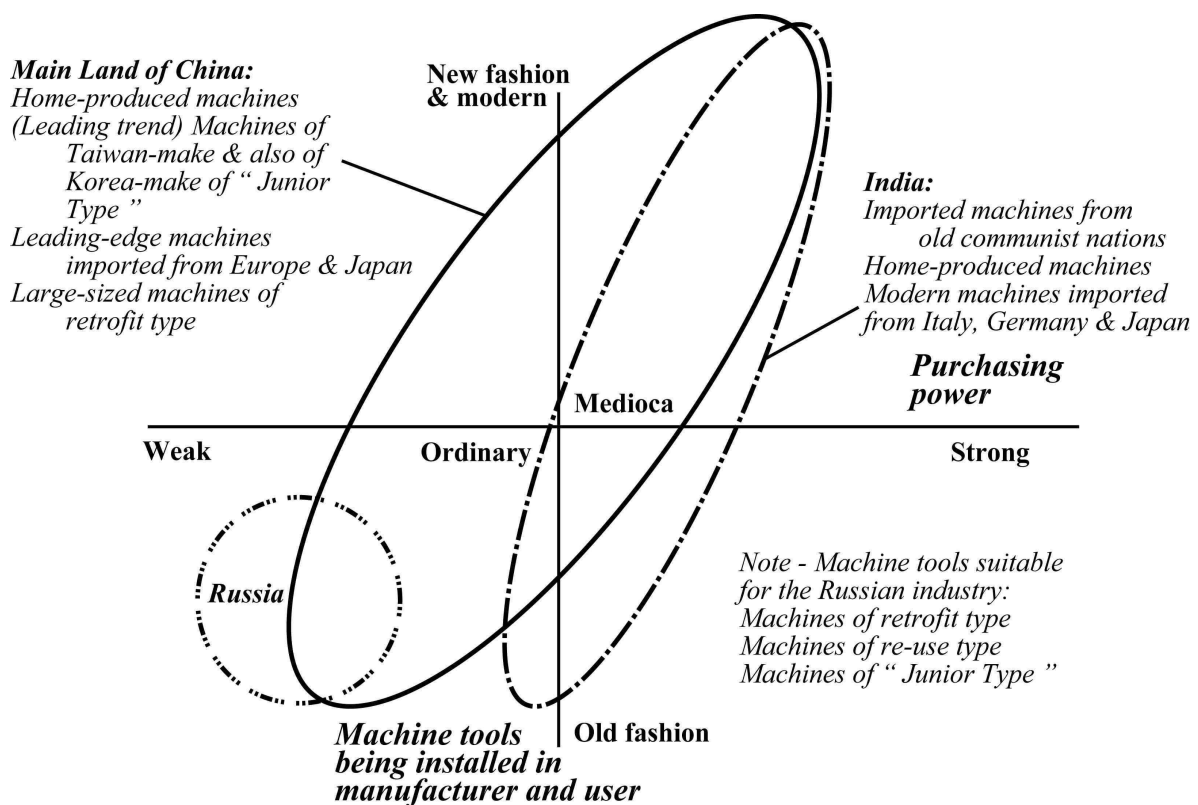 Main Land of China:
Home-produced machines
(Leading trend) Machines of
Taiwan-make & also of
Korea-make of “ Junior
Type ”
Leading-edge machines
imported from Europe & Japan
Large-sized machines of
retrofit type
New fashion
& modern
India:
Imported machines from
old communist nations
Home-produced machines
Modern machines imported
from Italy, Germany & Japan
Purchasing
power
Medioca
Weak
Ordinary
Strong
Russia
Note - Machine tools suitable
for the Russian industry:
Machines of retrofit type
Machines of re-use type
Machines of “ Junior Type ”
Old fashion
Machine tools
being installed in
manufacturer and user